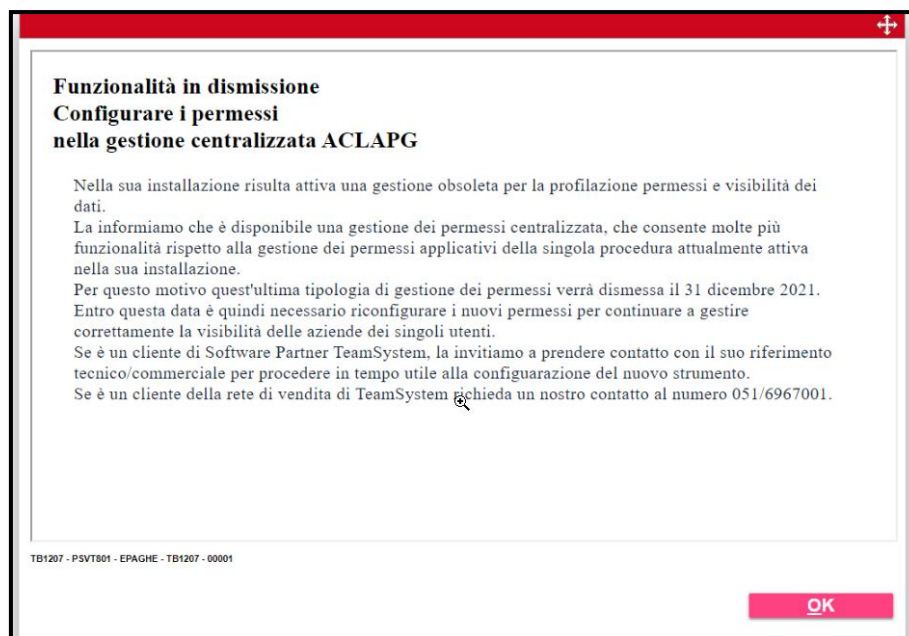 Funzionalità in dismissione
Configurare i permessi
nella gestione centralizzata ACLAPG
Nella sua installazione risulta attiva una gestione obsoleta per la profilazione permessi e visibilità dei
dati.
La informiamo che è disponibile una gestione dei permessi centralizzata, che consente molte più
funzionalità rispetto alla gestione dei permessi applicativi della singola procedura attualmente attiva
nella sua installazione.
Per questo motivo quest'ultima tipologia di gestione dei permessi verrà dismessa il 31 dicembre 2021.
Entro questa data è quindi necessario riconfigurare i nuovi permessi per continuare a gestire
correttamente la visibilità delle aziende dei singoli utenti.
Se è un cliente di Software Partner TeamSystem, la invitiamo a prendere contatto con il suo riferimento
tecnico/commerciale per procedere in tempo utile alla configuarazione del nuovo strumento.
Se è un cliente della rete di vendita di TeamSystem richieda un nostro contatto al numero 051/6967001.
TB1207 - PSVT801 - EPAGHE - TB1207 - 00001
OK